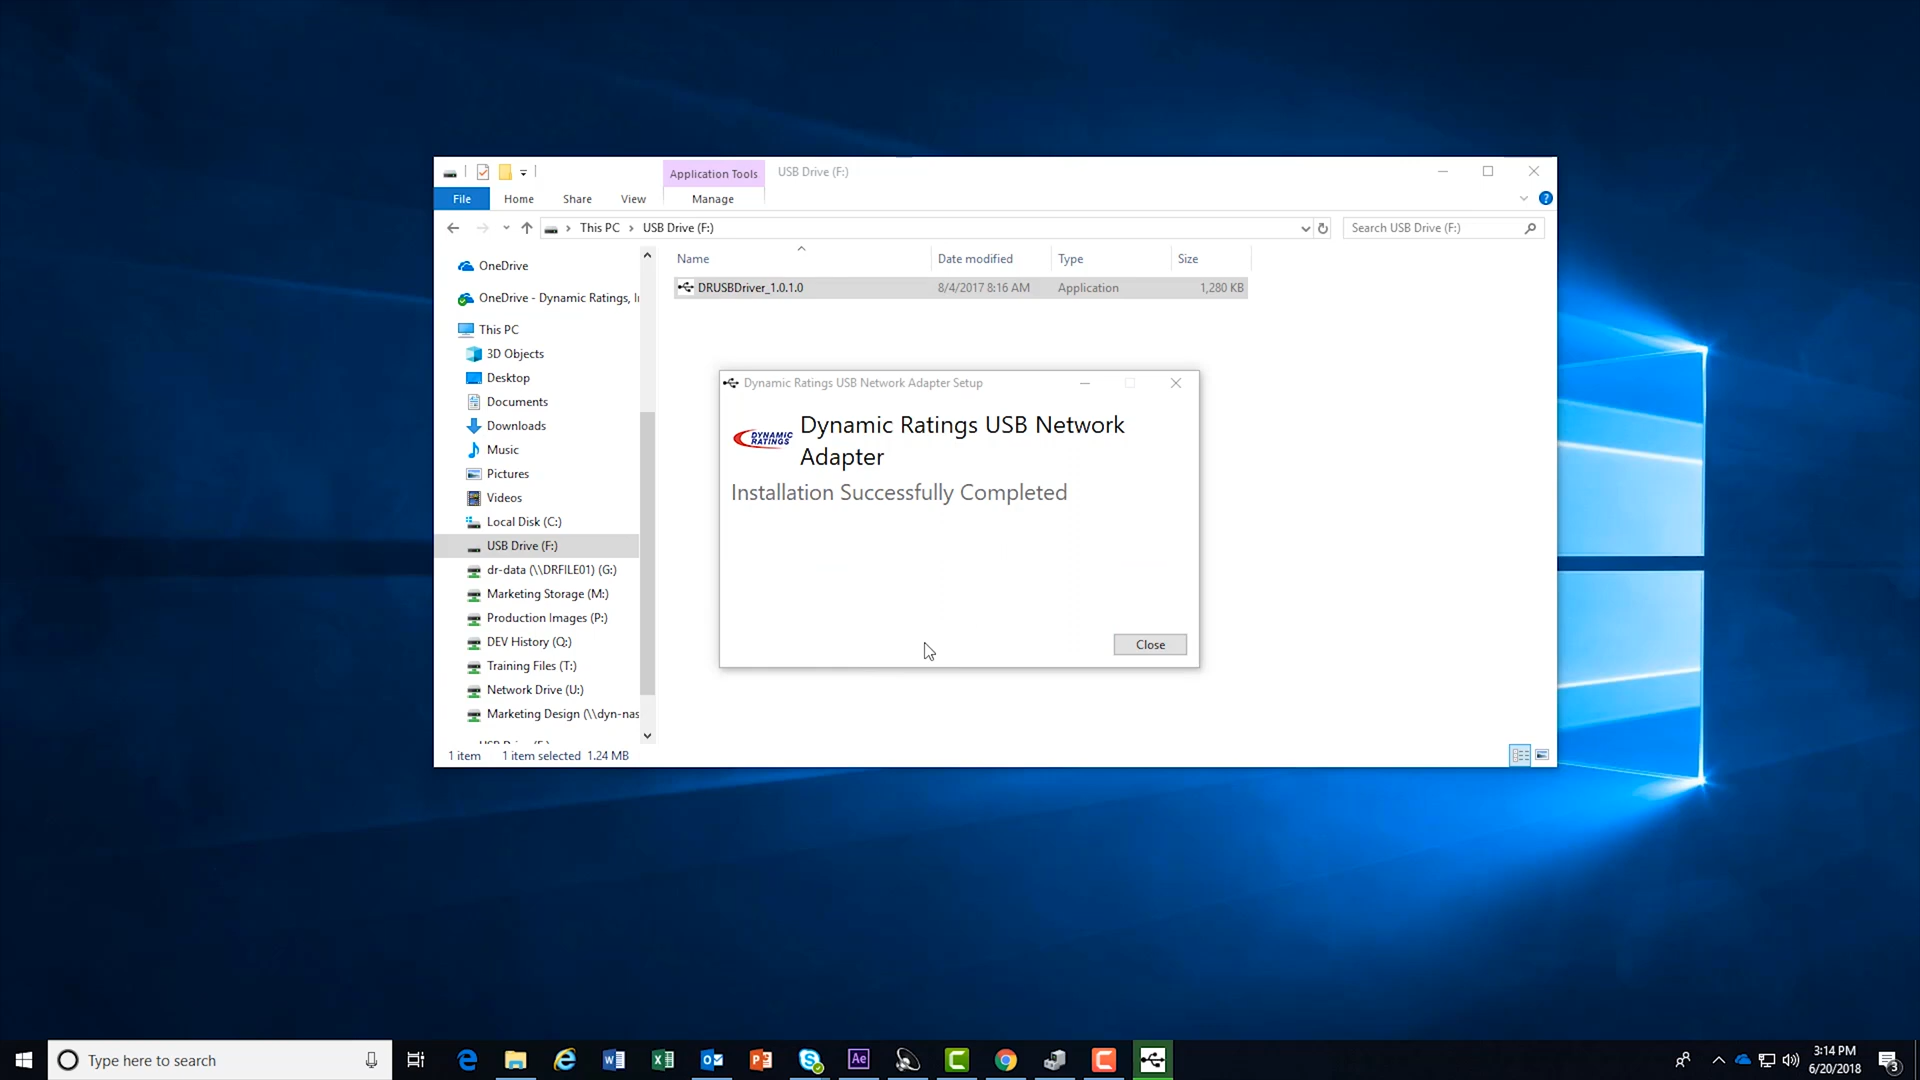 Application Tools
USB Drive (F:)
File
Home
Share
View
Manage
?
This PC
USB Drive (F:)
Search USB Drive (F:)
Name
Date modified
Type
Size
DRUSBDriver_1.0.1.0
8/4/2017 8:16 AM
Application
1,280 KB
OneDrive
OneDrive - Dynamic Ratings, I
This PC
3D Objects
Desktop
Documents
Downloads
Music
Pictures
Videos
Local Disk (C:)
USB Drive (F:)
dr-data (\\DRFILE01) (G:)
Marketing Storage (M:)
Production Images (P:)
DEV History (Q:)
Training Files (T:)
Network Drive (U:)
Marketing Design (\\dyn-nas
1 item
1 item selected 1.24 MB
Dynamic Ratings USB Network Adapter Setup
DYNAMIC
RATINGS
Dynamic Ratings USB Network
Adapter
Installation Successfully Completed
Close
Type here to search
Ae
3:14 PM
6/20/2018
3